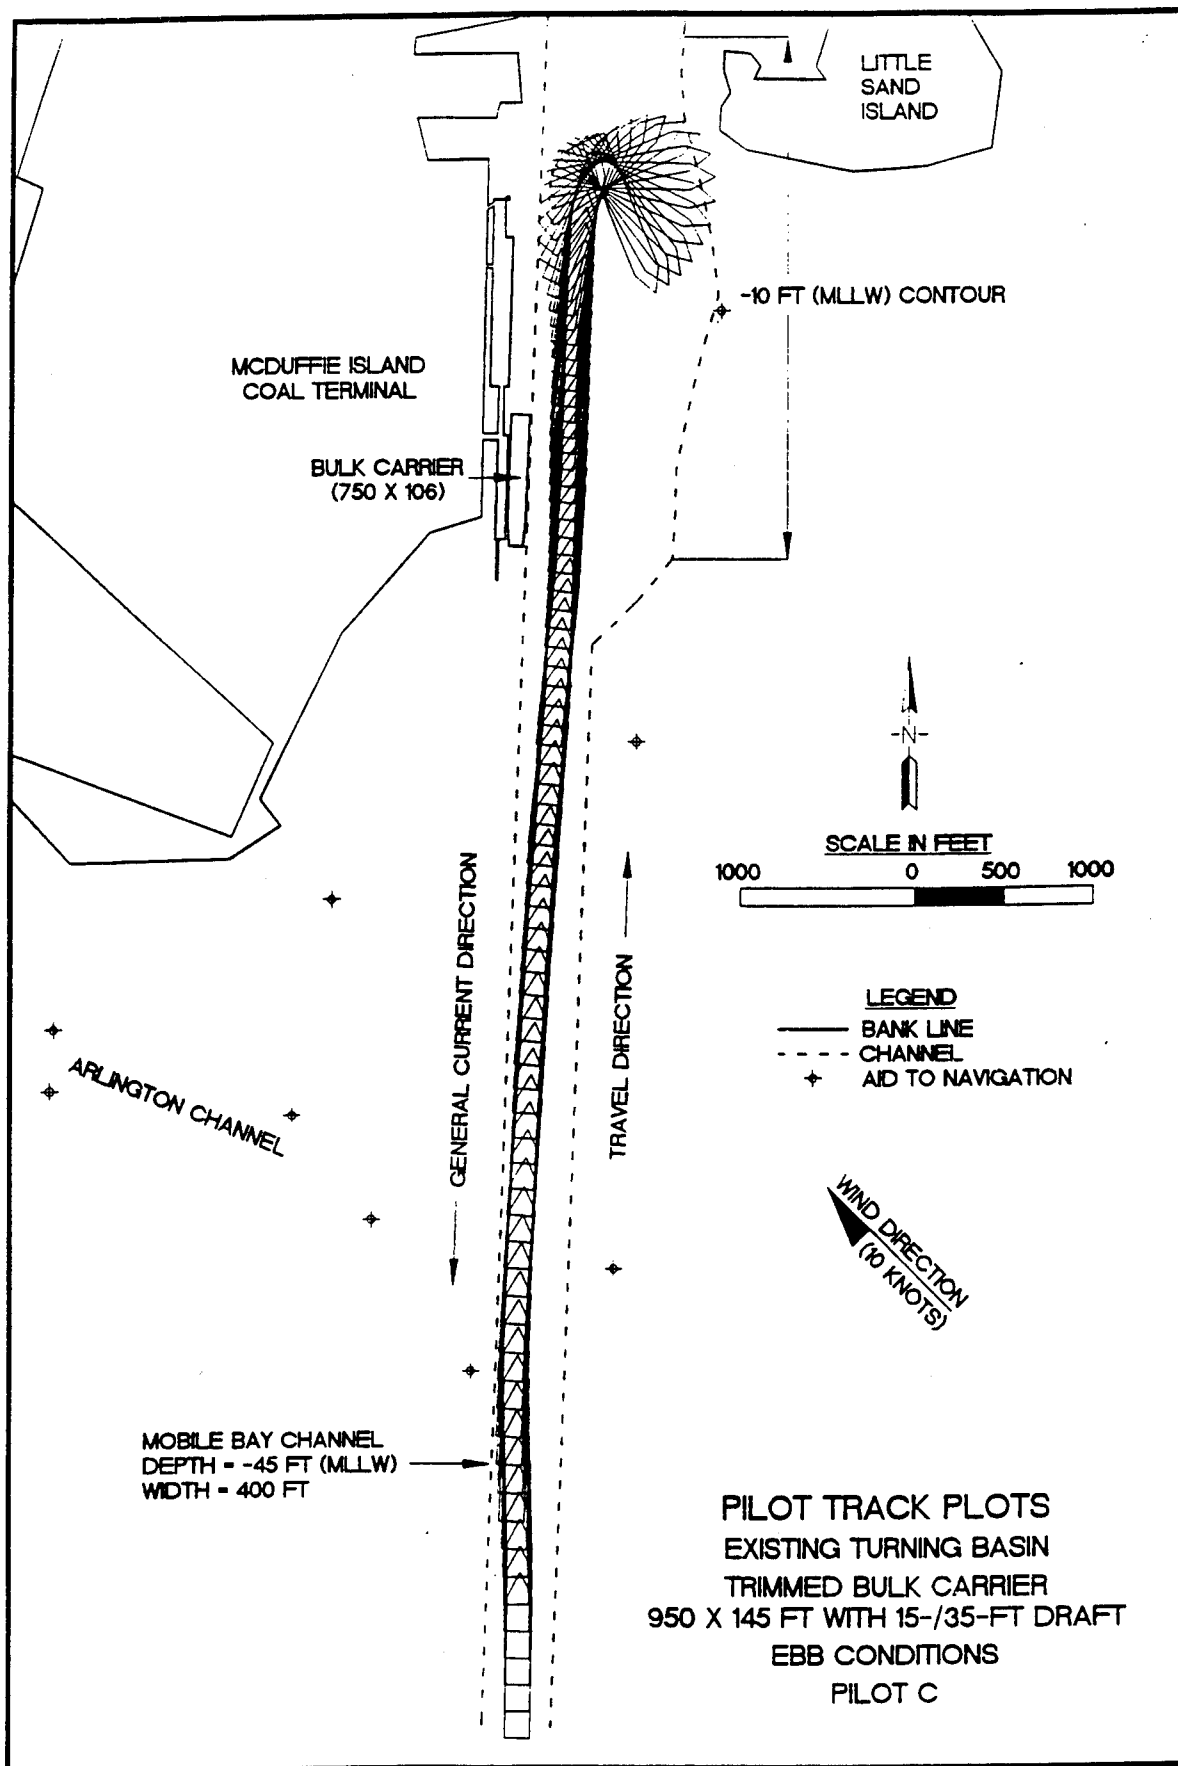 LITTLE
SAND
ISLAND
-10 FT (MLLW) CONTOUR
MCDUFFIE ISLAND
COAL TERMINAL
BULK CARRIER
(750 X 106)
-N-
SCALE IN FEET
1000 0 500 1000
GENERAL CURRENT DIRECTION
TRAVEL DIRECTION
LEGEND
BANK LINE
CHANNEL
AID TO NAVIGATION
ARLINGTON CHANNEL
WIND DIRECTION
(10 KNOTS)
MOBILE BAY CHANNEL
DEPTH = -45 FT (MLLW)
WIDTH = 400 FT
PILOT TRACK PLOTS
EXISTING TURNING BASIN
TRIMMED BULK CARRIER
950 X 145 FT WITH 15-/35-FT DRAFT
EBB CONDITIONS
PILOT C